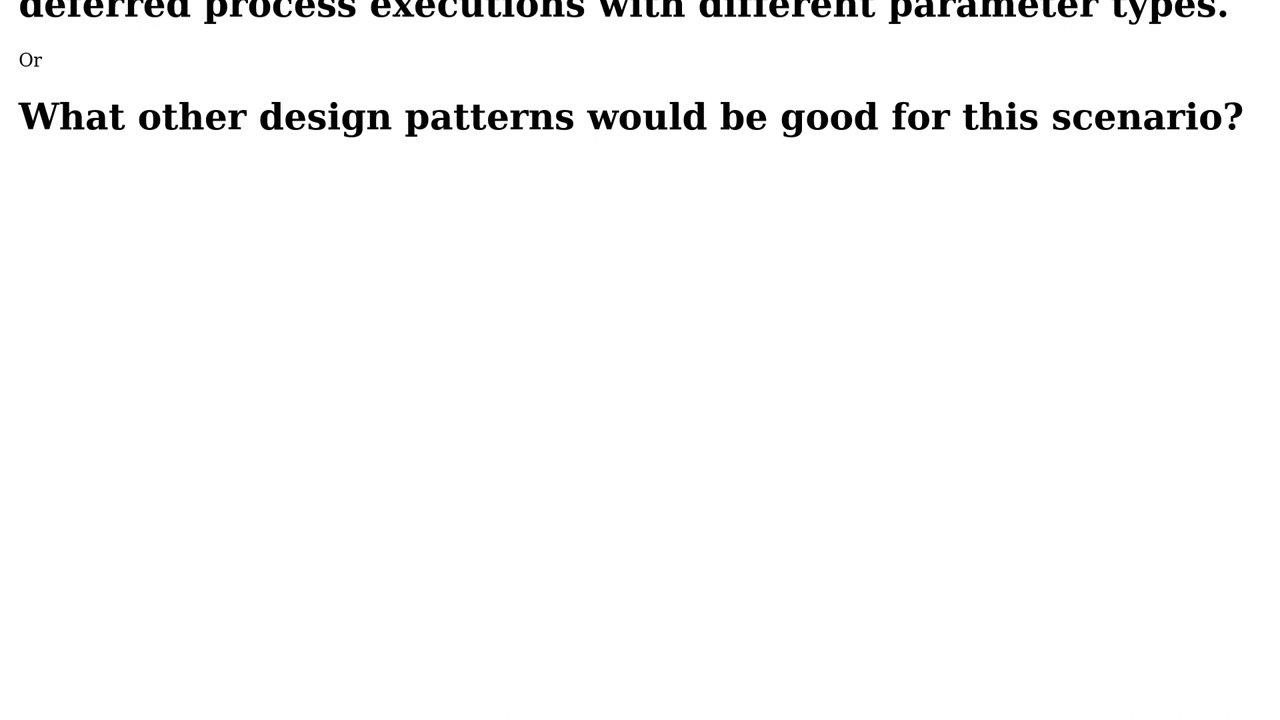 deferred process executions with different parameter types.
Or
What other design patterns would be good for this scenario?